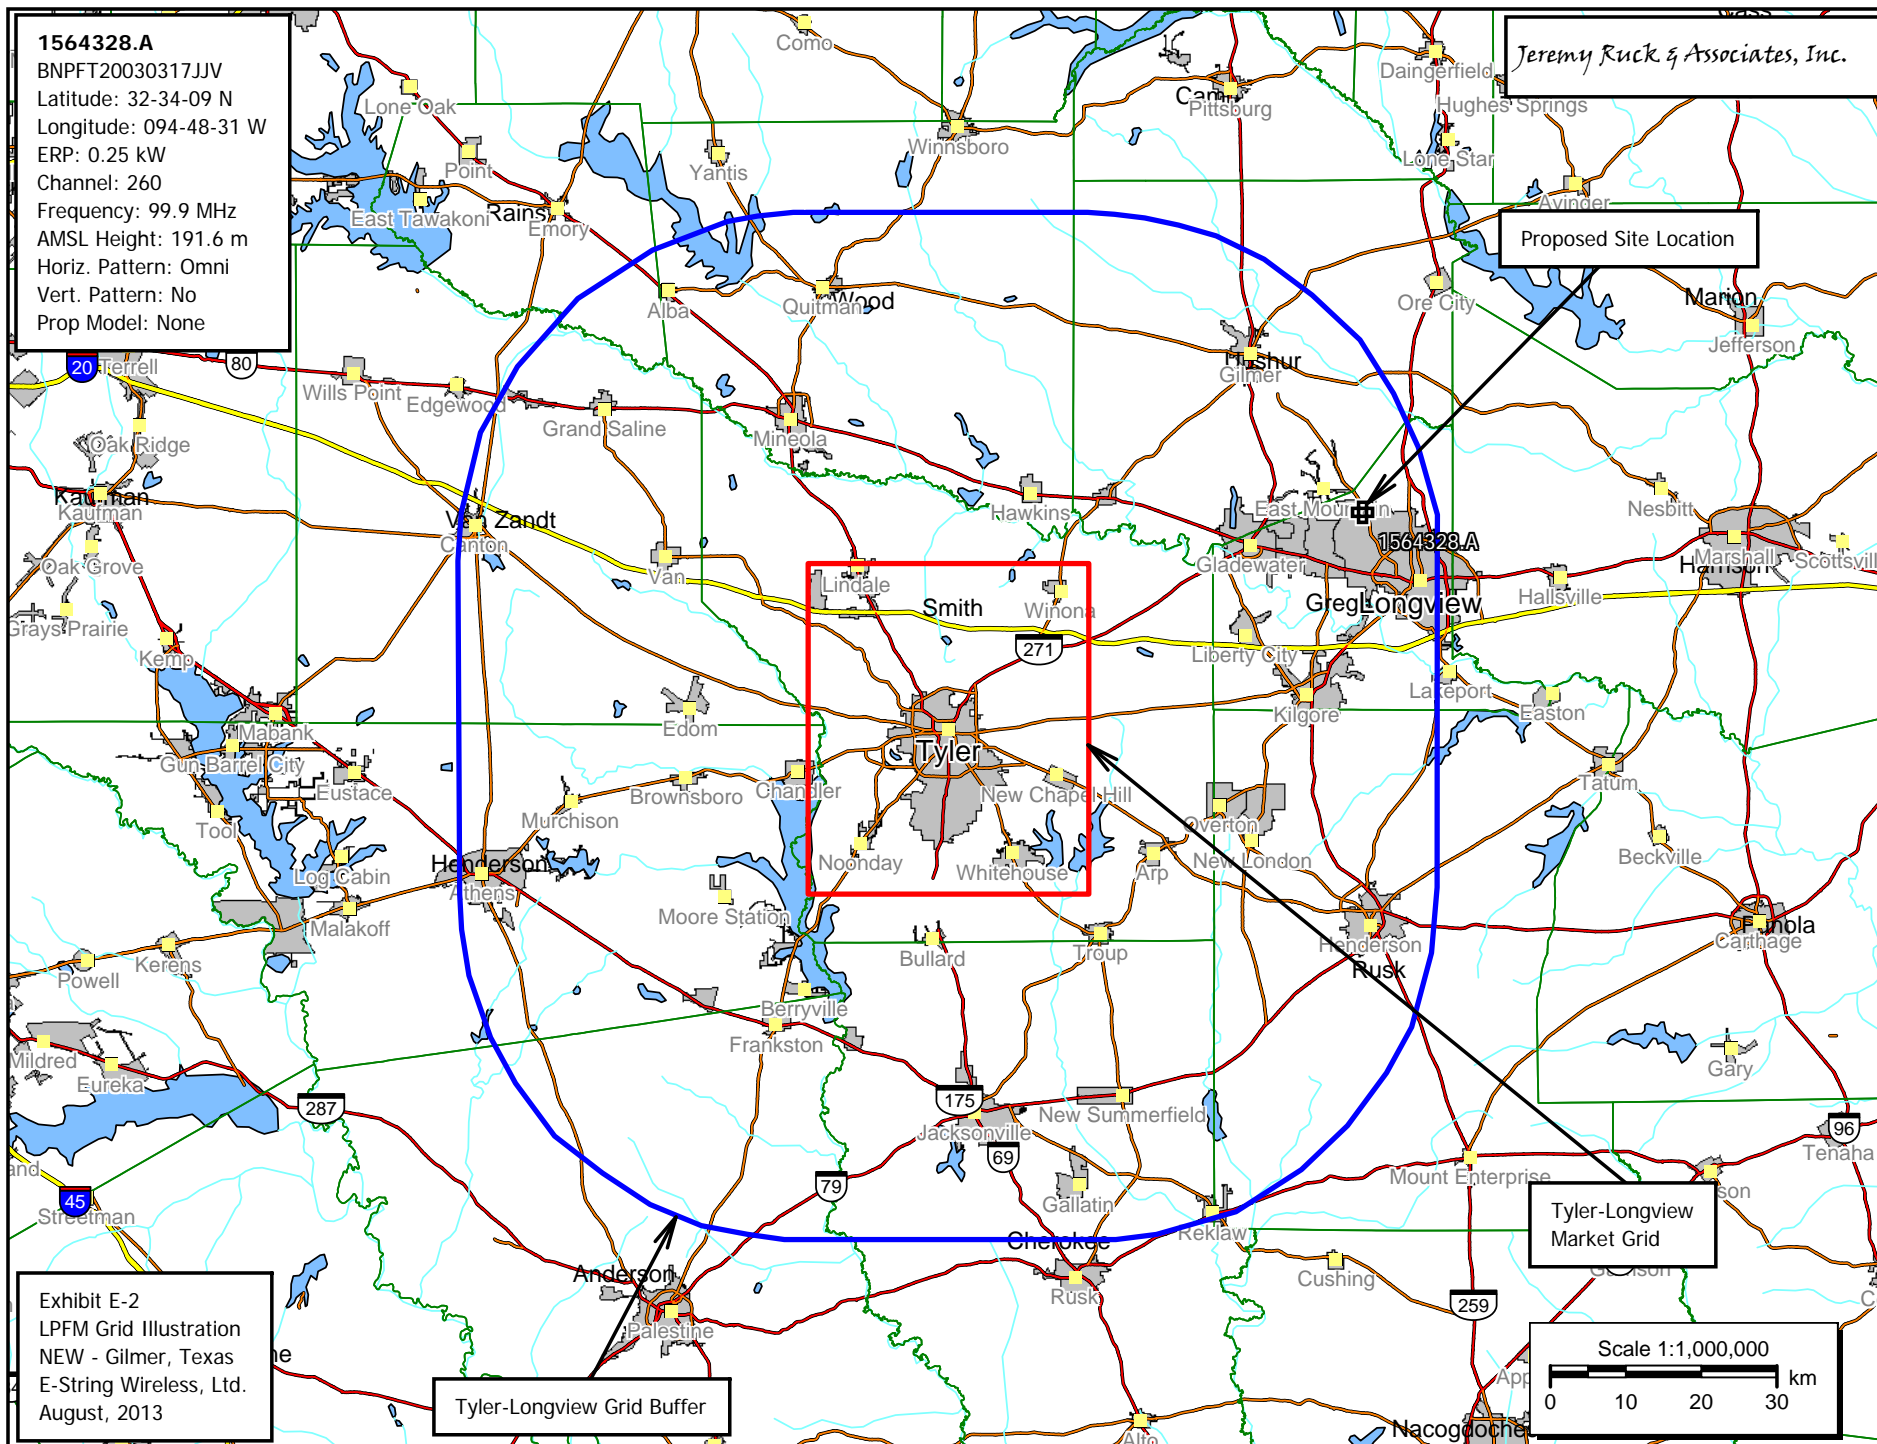 1564328.A
BNPFT20030317JJV
Latitude: 32-34-09 N
Longitude: 094-48-31 W
ERP: 0.25 kW
Channel: 260
Frequency: 99.9 MHz
AMSL Height: 191.6 m
Horiz. Pattern: Omni
Vert. Pattern: No
Prop Model: None
Jeremy Ruck & Associates, Inc.
Como
Daingerfield
Hughes Springs
Lone Oak
Pittsburg
Winnsboro
Point
Yantis
Lone Star
Avinger
East Tawakoni
Rains
Emory
Proposed Site Location
Alba
Quitman
Wood
Ore City
Marion
Jefferson
20
Terrell
80
Wills Point
Edgewood
Gilmer
Grand Saline
Mineola
Oak Ridge
Kaufman
Kaufman
Van Zandt
Canton
Hawkins
East Mountain
Nesbitt
1564328.A
Marshall
Harrison
Scottsvill
Oak Grove
Van
Lindale
Gladewater
Smith
Winona
Gregg
Longview
Hallsville
Grays Prairie
Kemp
271
Liberty City
Lakeport
Mabank
Edom
Kilgore
Easton
Gun Barrel City
Tyler
Eustace
Brownsboro
Chandler
New Chapel Hill
Tatum
Tool
Murchison
Overton
Noonday
Whitehouse
Arp
New London
Beckville
Log Cabin
Henderson
Athens
Moore Station
Malakoff
Bullard
Troup
Henderson
Rusk
Panola
Carthage
Powell
Kerens
Berryville
Frankston
Mildred
Eureka
Gary
287
175
New Summerfield
Jacksonville
69
96
Tenaha
79
Gallatin
Mount Enterprise
45
Streetman
Reklaw
Cherokee
Tyler-Longview
Market Grid
Anderson
Cushing
Rusk
Palestine
259
Exhibit E-2
LPFM Grid Illustration
NEW - Gilmer, Texas
E-String Wireless, Ltd.
August, 2013
Tyler-Longview Grid Buffer
Scale 1:1,000,000
km
0 10 20 30
Nacogdoche
Alto